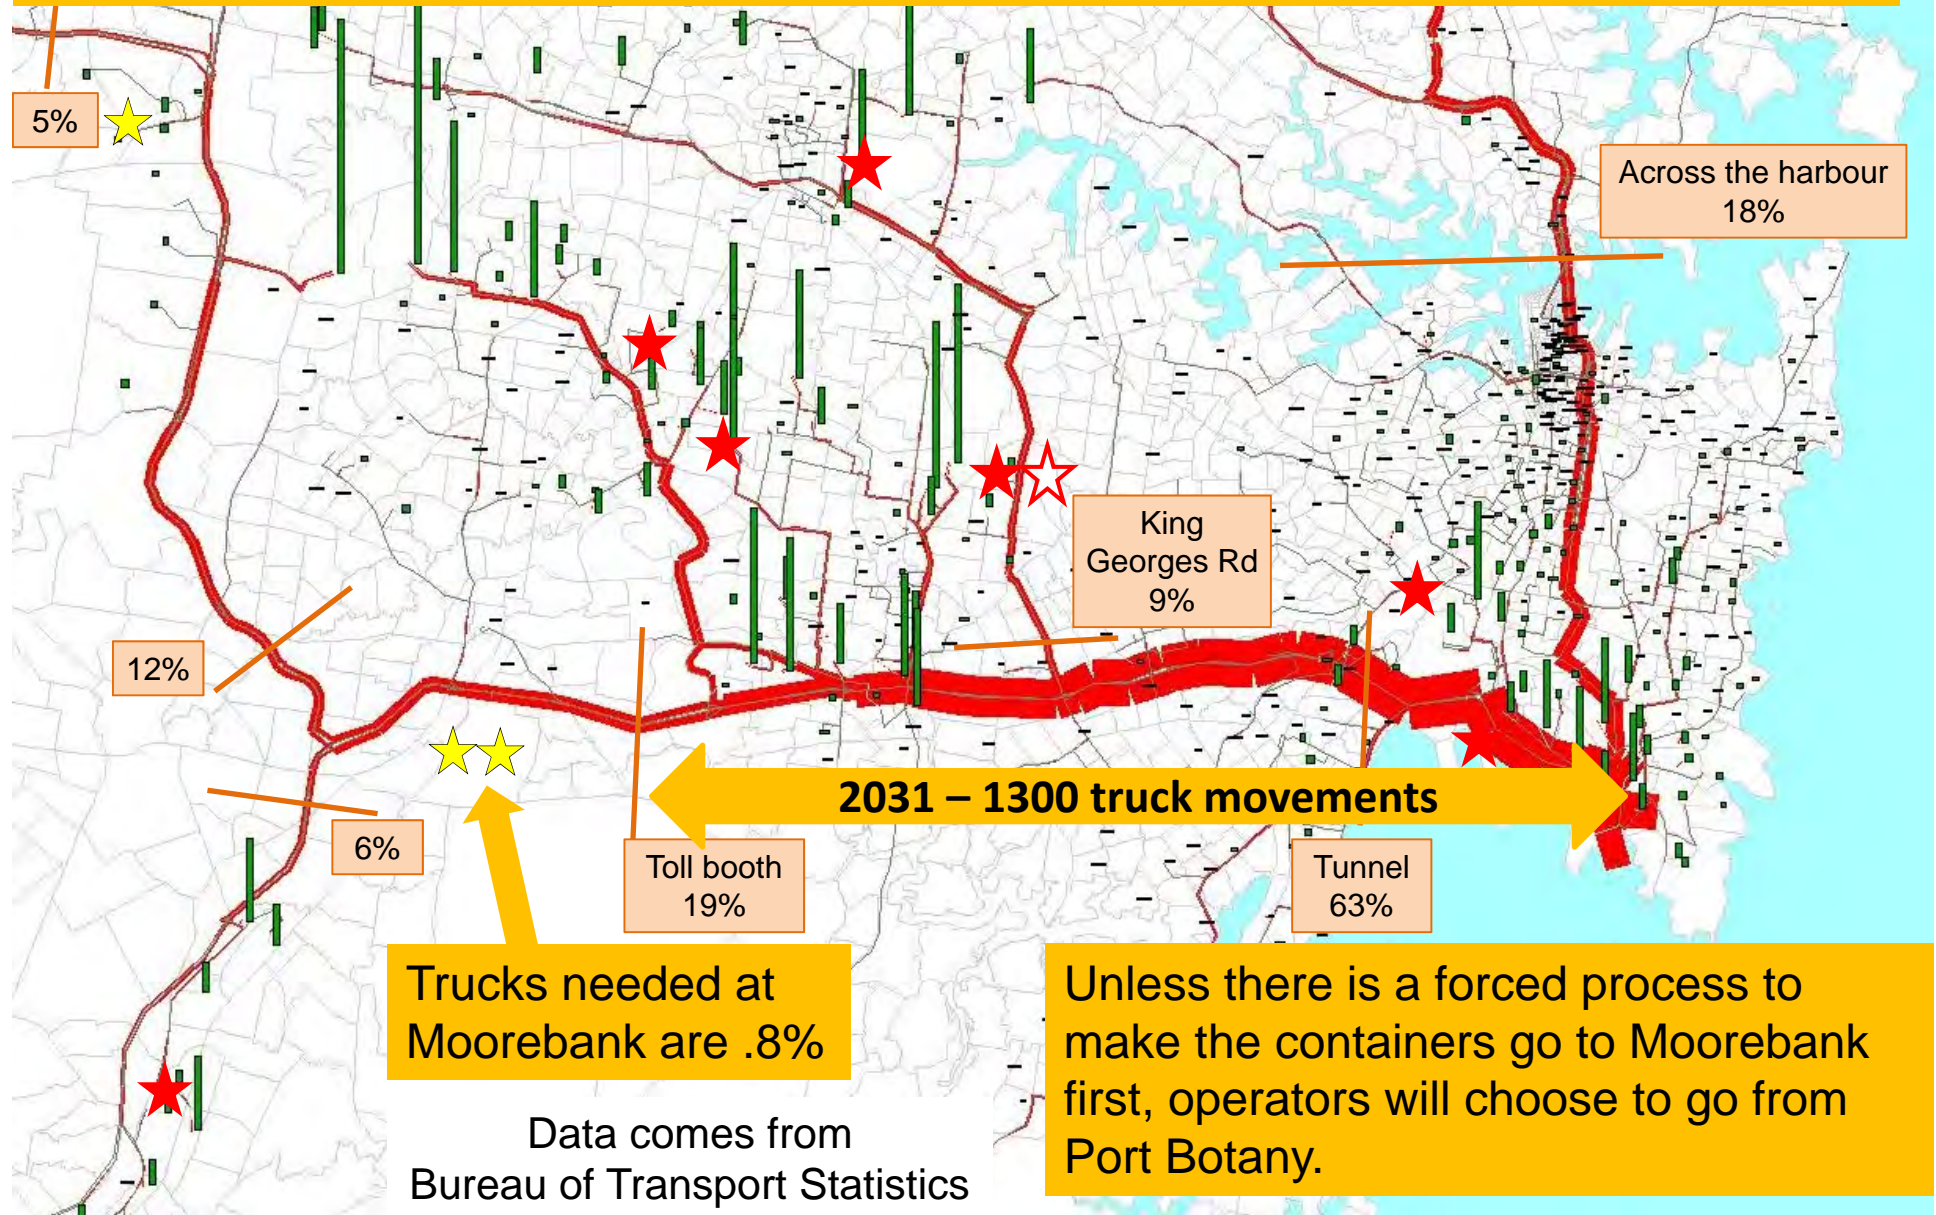 5%
Across the harbour
18%
King
Georges Rd
9%
12%
2031 – 1300 truck movements
6%
Toll booth
19%
Tunnel
63%
Trucks needed at
Moorebank are .8%
Unless there is a forced process to
make the containers go to Moorebank
first, operators will choose to go from
Port Botany.
Data comes from
Bureau of Transport Statistics